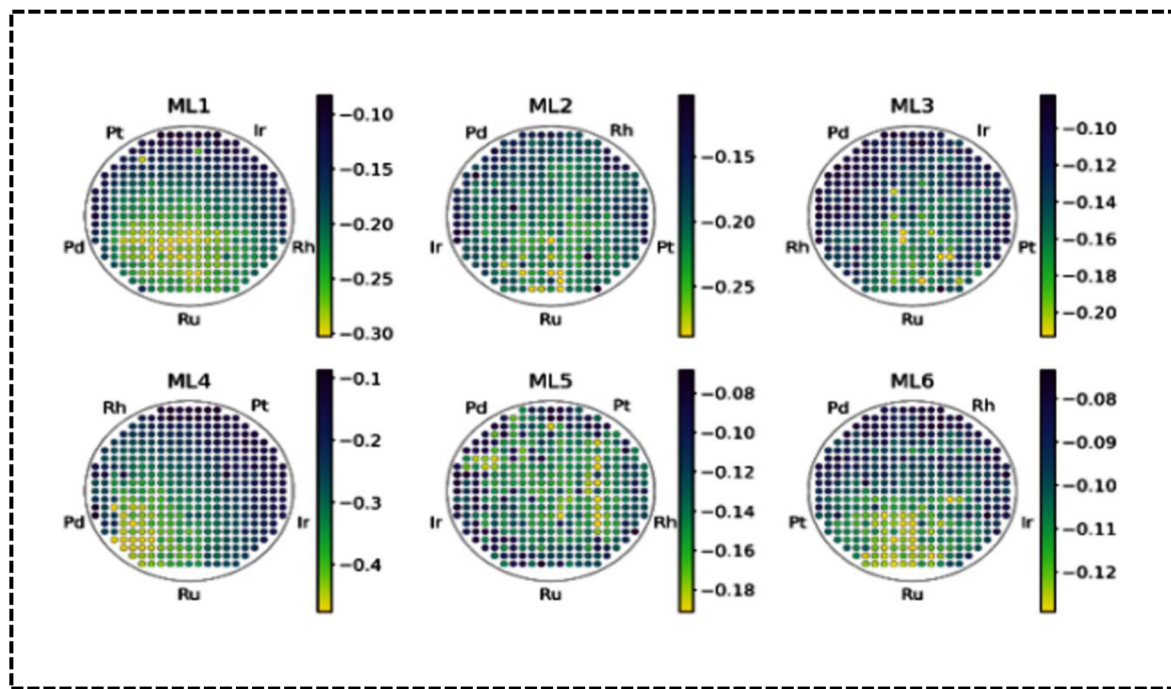 ML1
Pt Ir
Pd Rh
Ru
−0.10
−0.15
−0.20
−0.25
−0.30
ML2
Pd Rh
Ir Pt
Ru
−0.15
−0.20
−0.25
ML3
Pd Ir
Rh Pt
Ru
−0.10
−0.12
−0.14
−0.16
−0.18
−0.20
ML4
Rh Pt
Pd Ir
Ru
−0.1
−0.2
−0.3
−0.4
ML5
Pd Pt
Ir Rh
Ru
−0.08
−0.10
−0.12
−0.14
−0.16
−0.18
ML6
Pd Rh
Pt Ir
Ru
−0.08
−0.09
−0.10
−0.11
−0.12